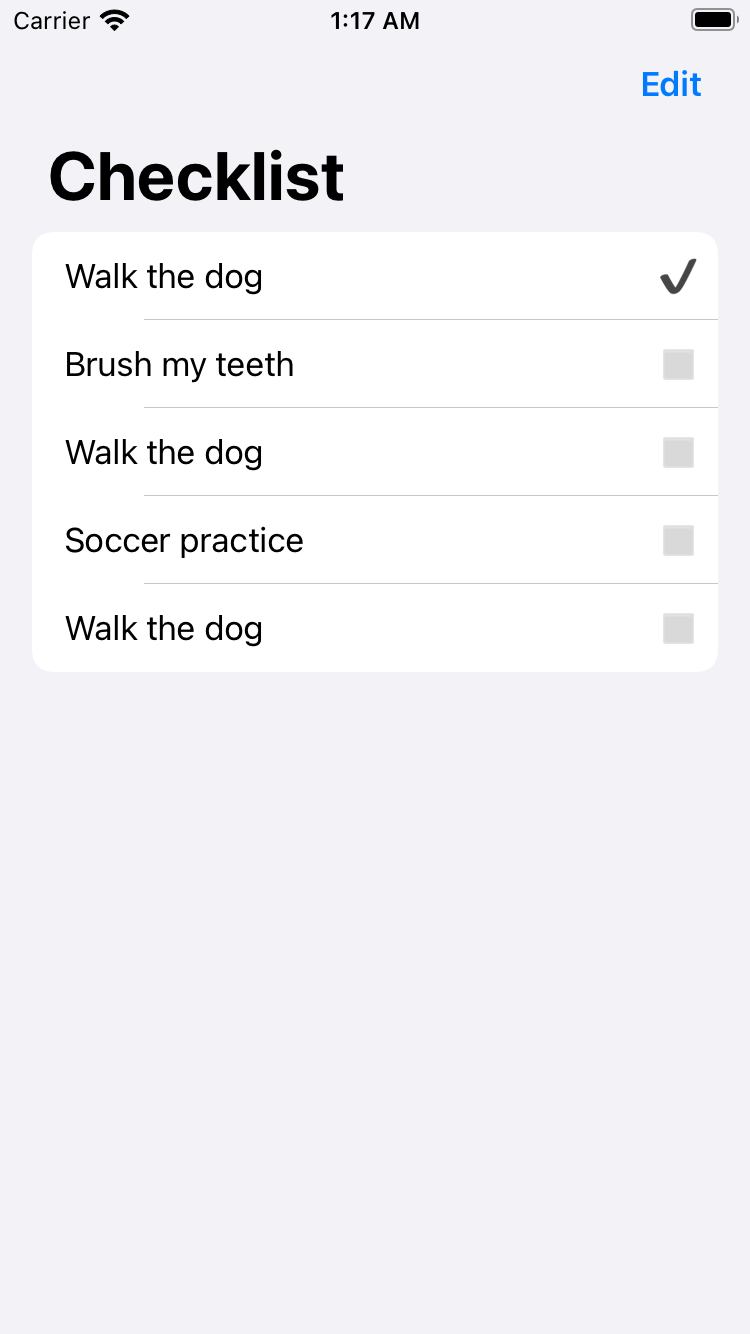 Carrier 1:17 AM
Edit
Checklist
Walk the dog
Brush my teeth
Walk the dog
Soccer practice
Walk the dog